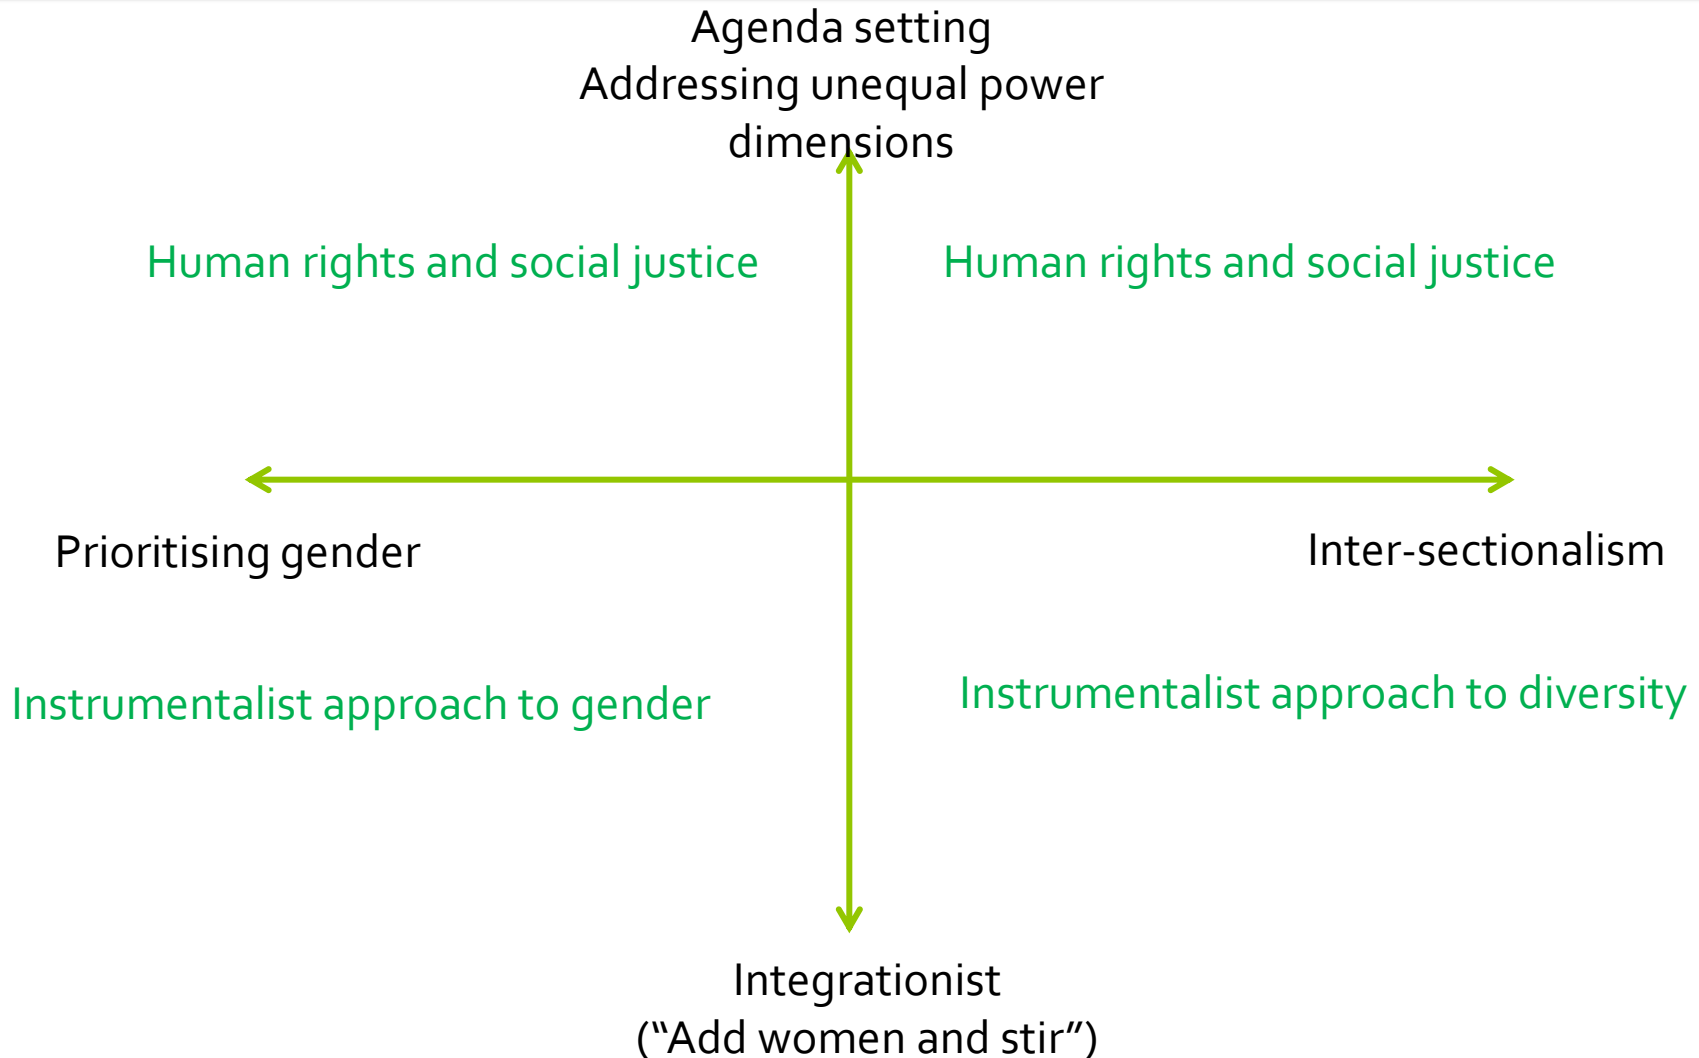 Agenda setting
Addressing unequal power
dimensions
Human rights and social justice
Human rights and social justice
Prioritising gender
Inter-sectionalism
Instrumentalist approach to gender
Instrumentalist approach to diversity
Integrationist
(“Add women and stir”)